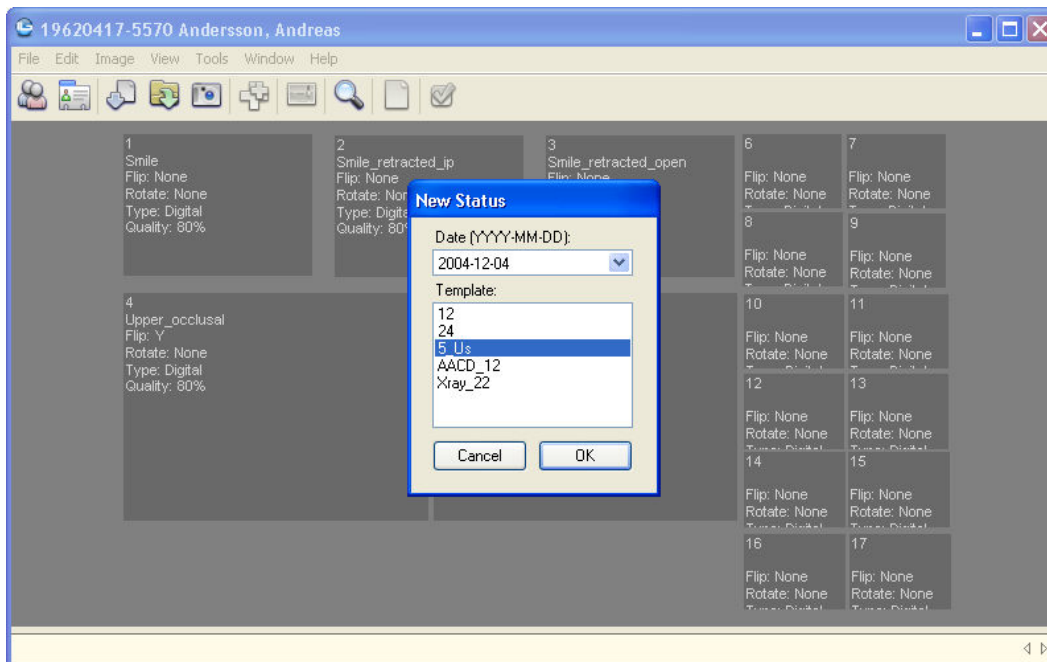 19620417-5570 Andersson, Andreas
File Edit Image View Tools Window Help
1
Smile
Flip: None
Rotate: None
Type: Digital
Quality: 80%
2
Smile_retracted_ip
Flip: None
Rotate:
Type:
Quality:
3
Smile_retracted_open
Flip: None
4
Upper_occlusal
Flip: Y
Rotate: None
Type: Digital
Quality: 80%
New Status
Date (YYYY-MM-DD):
2004-12-04
Template:
12
24
5_Us
AACD_12
Xray_22
Cancel OK
6
Flip: None
Rotate: None
7
Flip: None
Rotate: None
8
Flip: None
Rotate: None
9
Flip: None
Rotate: None
10
Flip: None
Rotate: None
11
Flip: None
Rotate: None
12
Flip: None
Rotate: None
13
Flip: None
Rotate: None
14
Flip: None
Rotate: None
15
Flip: None
Rotate: None
16
Flip: None
Rotate: None
17
Flip: None
Rotate: None